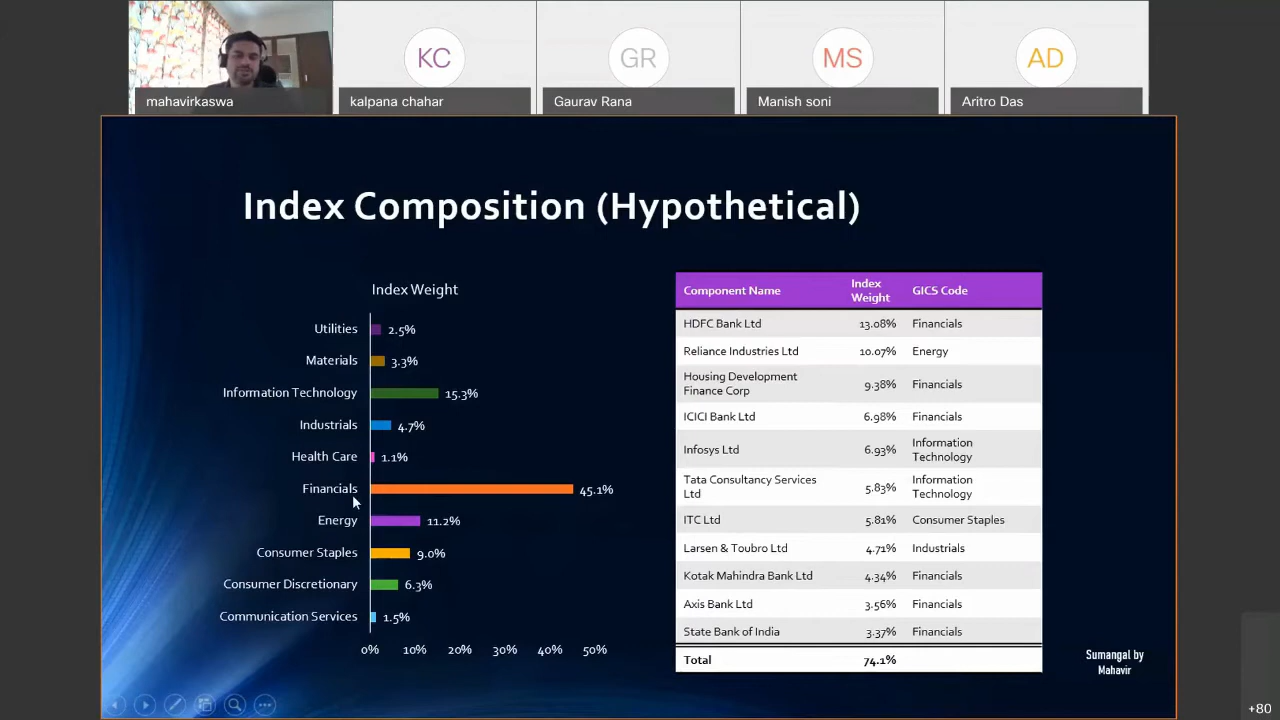 KC
GR
MS
AD
mahavirkaswa
kalpana chahar
Gaurav Rana
Manish soni
Aritro Das
Index Composition (Hypothetical)
Index Weight
Utilities 2.5%
Materials 3.3%
Information Technology 15.3%
Industrials 4.7%
Health Care 1.1%
Financials 45.1%
Energy 11.2%
Consumer Staples 9.0%
Consumer Discretionary 6.3%
Communication Services 1.5%
0% 10% 20% 30% 40% 50%
Component Name Index Weight GICS Code
HDFC Bank Ltd 13.08% Financials
Reliance Industries Ltd 10.07% Energy
Housing Development
Finance Corp 9.38% Financials
ICICI Bank Ltd 6.98% Financials
Infosys Ltd 6.93% Information
Technology
Tata Consultancy Services
Ltd 5.83% Information
Technology
ITC Ltd 5.81% Consumer Staples
Larsen & Toubro Ltd 4.71% Industrials
Kotak Mahindra Bank Ltd 4.34% Financials
Axis Bank Ltd 3.56% Financials
State Bank of India 3.37% Financials
Total 74.1%
Sumangal by
Mahavir
+80